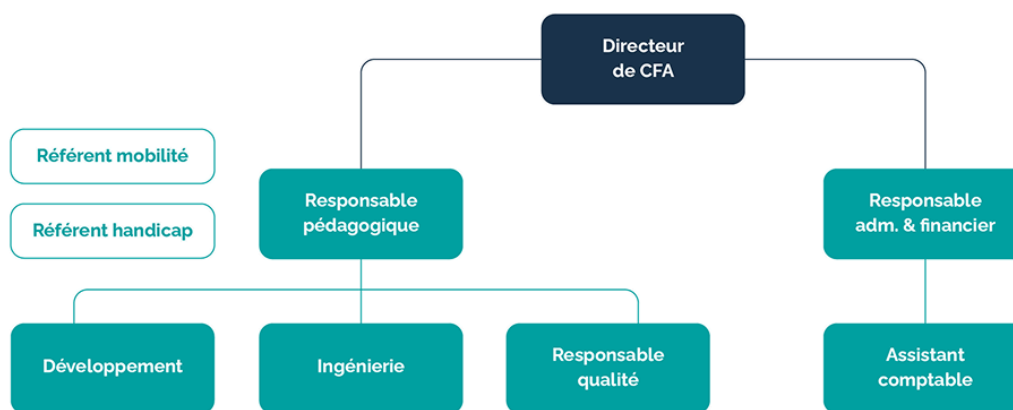 Directeur
de CFA
Référent mobilité
Référent handicap
Responsable
pédagogique
Responsable
adm. & financier
Développement
Ingénierie
Responsable
qualité
Assistant
comptable